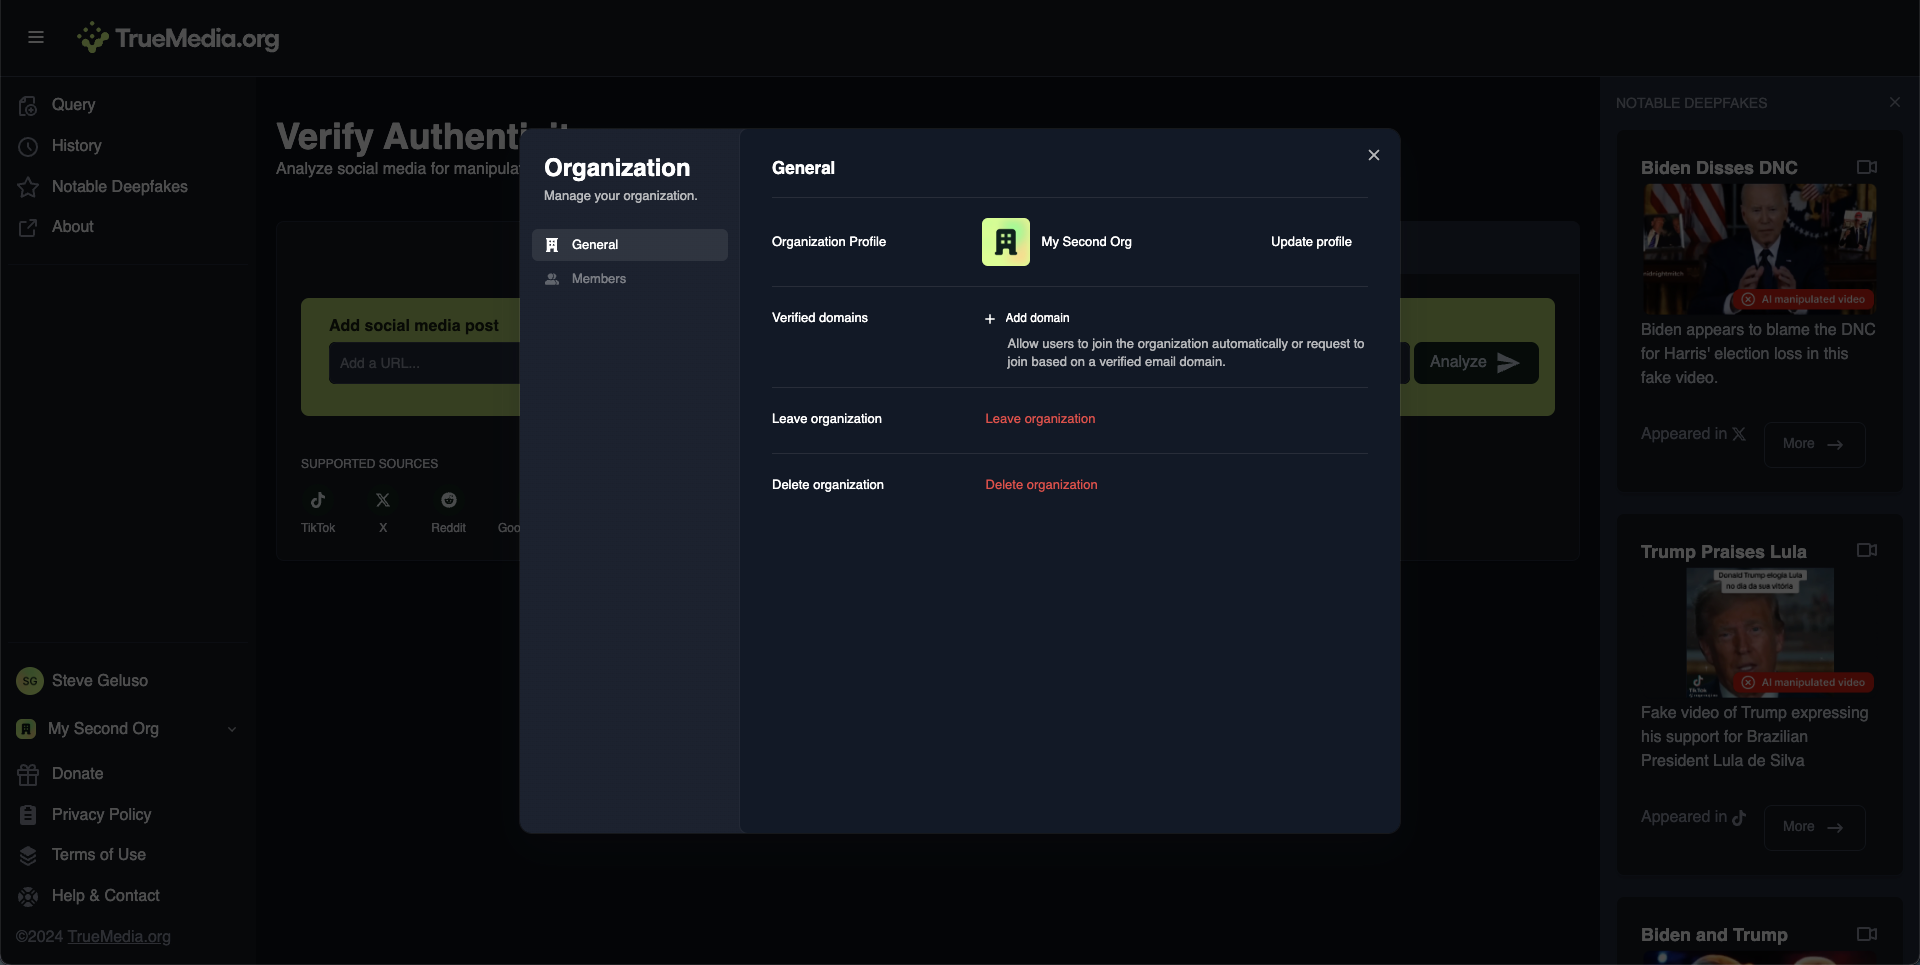 TrueMedia.org
Query
History
Notable Deepfakes
About
Steve Geluso
SG
My Second Org
Donate
Privacy Policy
Terms of Use
Help & Contact
©2024 TrueMedia.org
Verify
Analyze social media for
Add social media post
Add a URL...
Analyze
SUPPORTED SOURCES
TikTok
X
Reddit
Organization
Manage your organization.
General
Members
General
Organization Profile
My Second Org
Update profile
Verified domains
Add domain
Allow users to join the organization automatically or request to
join based on a verified email domain.
Leave organization
Leave organization
Delete organization
Delete organization
NOTABLE DEEPFAKES
Biden Disses DNC
AI manipulated video
Biden appears to blame the DNC
for Harris' election loss in this
fake video.
Appeared in
More
Trump Praises Lula
Donald Trump elogia Lula
no dia da sua vitória
AI manipulated video
Fake video of Trump expressing
his support for Brazilian
President Lula de Silva
Appeared in
More
Biden and Trump